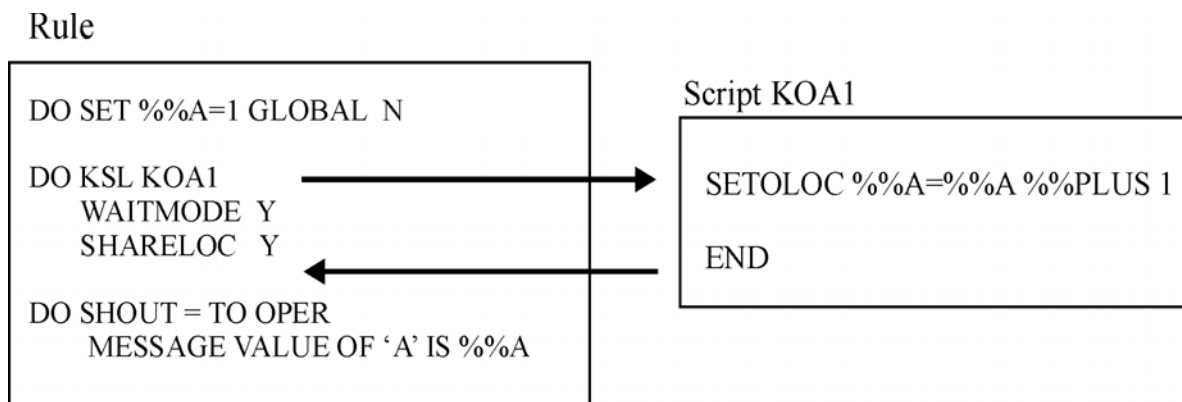 Rule
DO SET %%A=1 GLOBAL N
DO KSL KOA1
WAITMODE Y
SHARELOC Y
DO SHOUT = TO OPER
MESSAGE VALUE OF ‘A’ IS %%A
Script KOA1
SETOLOC %%A=%%A %%PLUS 1
END